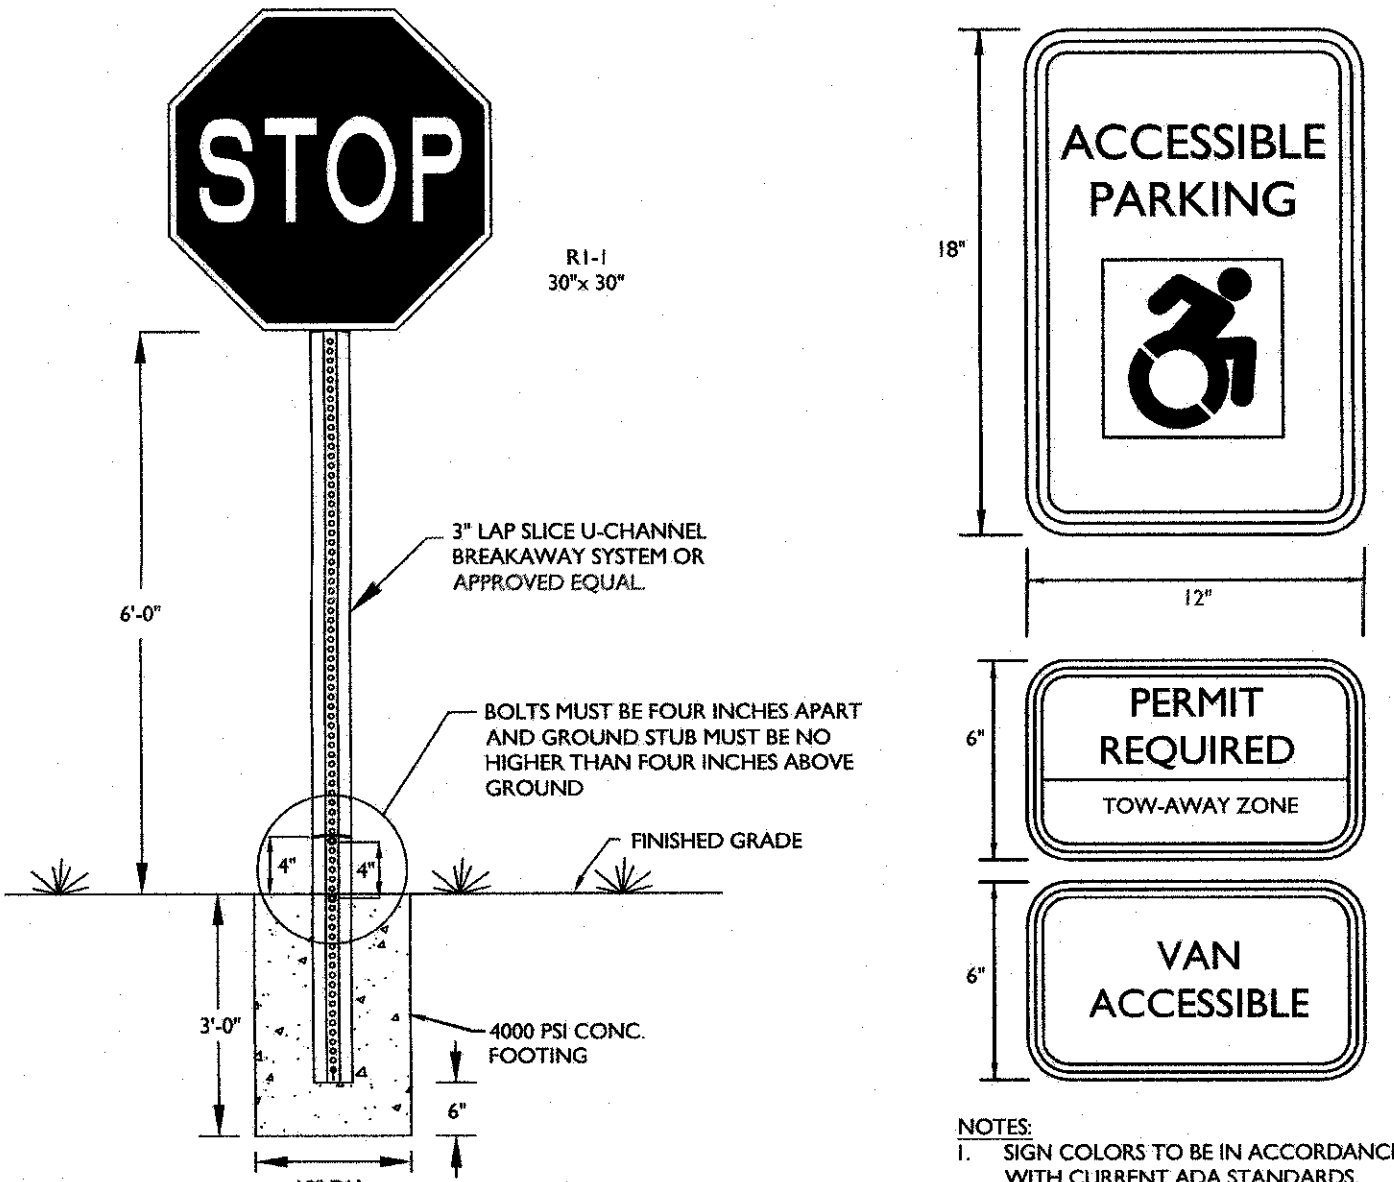 STOP
R1-1
30"x 30"
6'-0"
3" LAP SLICE U-CHANNEL
BREAKAWAY SYSTEM OR
APPROVED EQUAL.
BOLTS MUST BE FOUR INCHES APART
AND GROUND STUB MUST BE NO
HIGHER THAN FOUR INCHES ABOVE
GROUND
4"
4"
FINISHED GRADE
3'-0"
4000 PSI CONC.
FOOTING
6"
ACCESSIBLE
PARKING
18"
12"
PERMIT
REQUIRED
TOW-AWAY ZONE
6"
VAN
ACCESSIBLE
6"
NOTES:
1. SIGN COLORS TO BE IN ACCORDANCE
WITH CURRENT ADA STANDARDS.